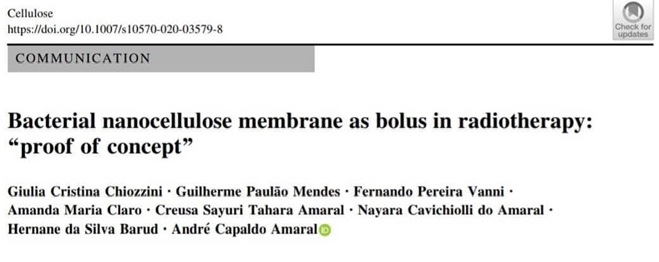 Cellulose
https://doi.org/10.1007/s10570-020-03579-8
Check for
updates
COMMUNICATION
Bacterial nanocellulose membrane as bolus in radiotherapy:
“proof of concept”
Giulia Cristina Chiozzini · Guilherme Paulão Mendes · Fernando Pereira Vanni ·
Amanda Maria Claro · Creusa Sayuri Tahara Amaral · Nayara Cavichiolli do Amaral ·
Hernane da Silva Barud · André Capaldo Amaral